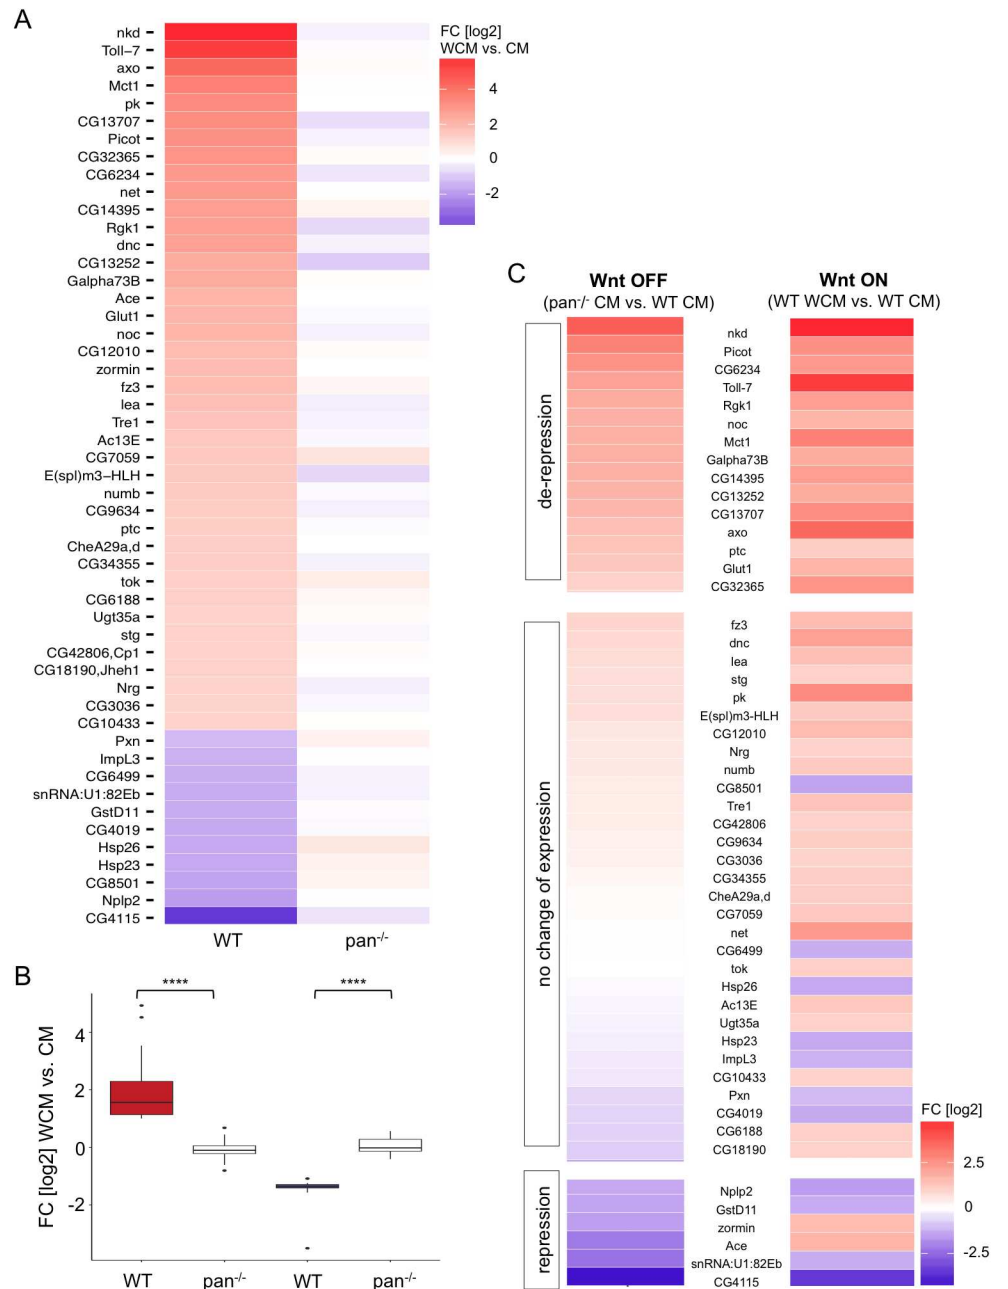 A
nkd
Toll-7
axo
Mct1
pk
CG13707
Picot
CG32365
CG6234
net
CG14395
Rgk1
dnc
CG13252
Galpha73B
Ace
Glut1
noc
CG12010
zormin
fz3
lea
Tre1
Ac13E
CG7059
E(spl)m3-HLH
numb
CG9634
ptc
CheA29a,d
CG34355
tok
CG6188
Ugt35a
stg
CG42806,Cp1
CG18190,Jheh1
Nrg
CG3036
CG10433
Pxn
ImpL3
CG6499
snRNA:U1:82Eb
GstD11
CG4019
Hsp26
Hsp23
CG8501
Nplp2
CG4115
WT pan-/-
FC [log2]
WCM vs. CM
4
2
0
-2
B
FC [log2] WCM vs. CM
4
2
0
-2
**** ****
WT pan-/- WT pan-/-
C
Wnt OFF
(pan-/- CM vs. WT CM)
Wnt ON
(WT WCM vs. WT CM)
de-repression
nkd
Picot
CG6234
Toll-7
Rgk1
noc
Mct1
Galpha73B
CG14395
CG13252
CG13707
axo
ptc
Glut1
CG32365
no change of expression
fz3
dnc
lea
stg
pk
E(spl)m3-HLH
CG12010
Nrg
numb
CG8501
Tre1
CG42806
CG9634
CG3036
CG34355
CheA29a,d
CG7059
net
CG6499
tok
Hsp26
Ac13E
Ugt35a
Hsp23
ImpL3
CG10433
Pxn
CG4019
CG6188
CG18190
repression
Nplp2
GstD11
zormin
Ace
snRNA:U1:82Eb
CG4115
FC [log2]
2.5
0
-2.5